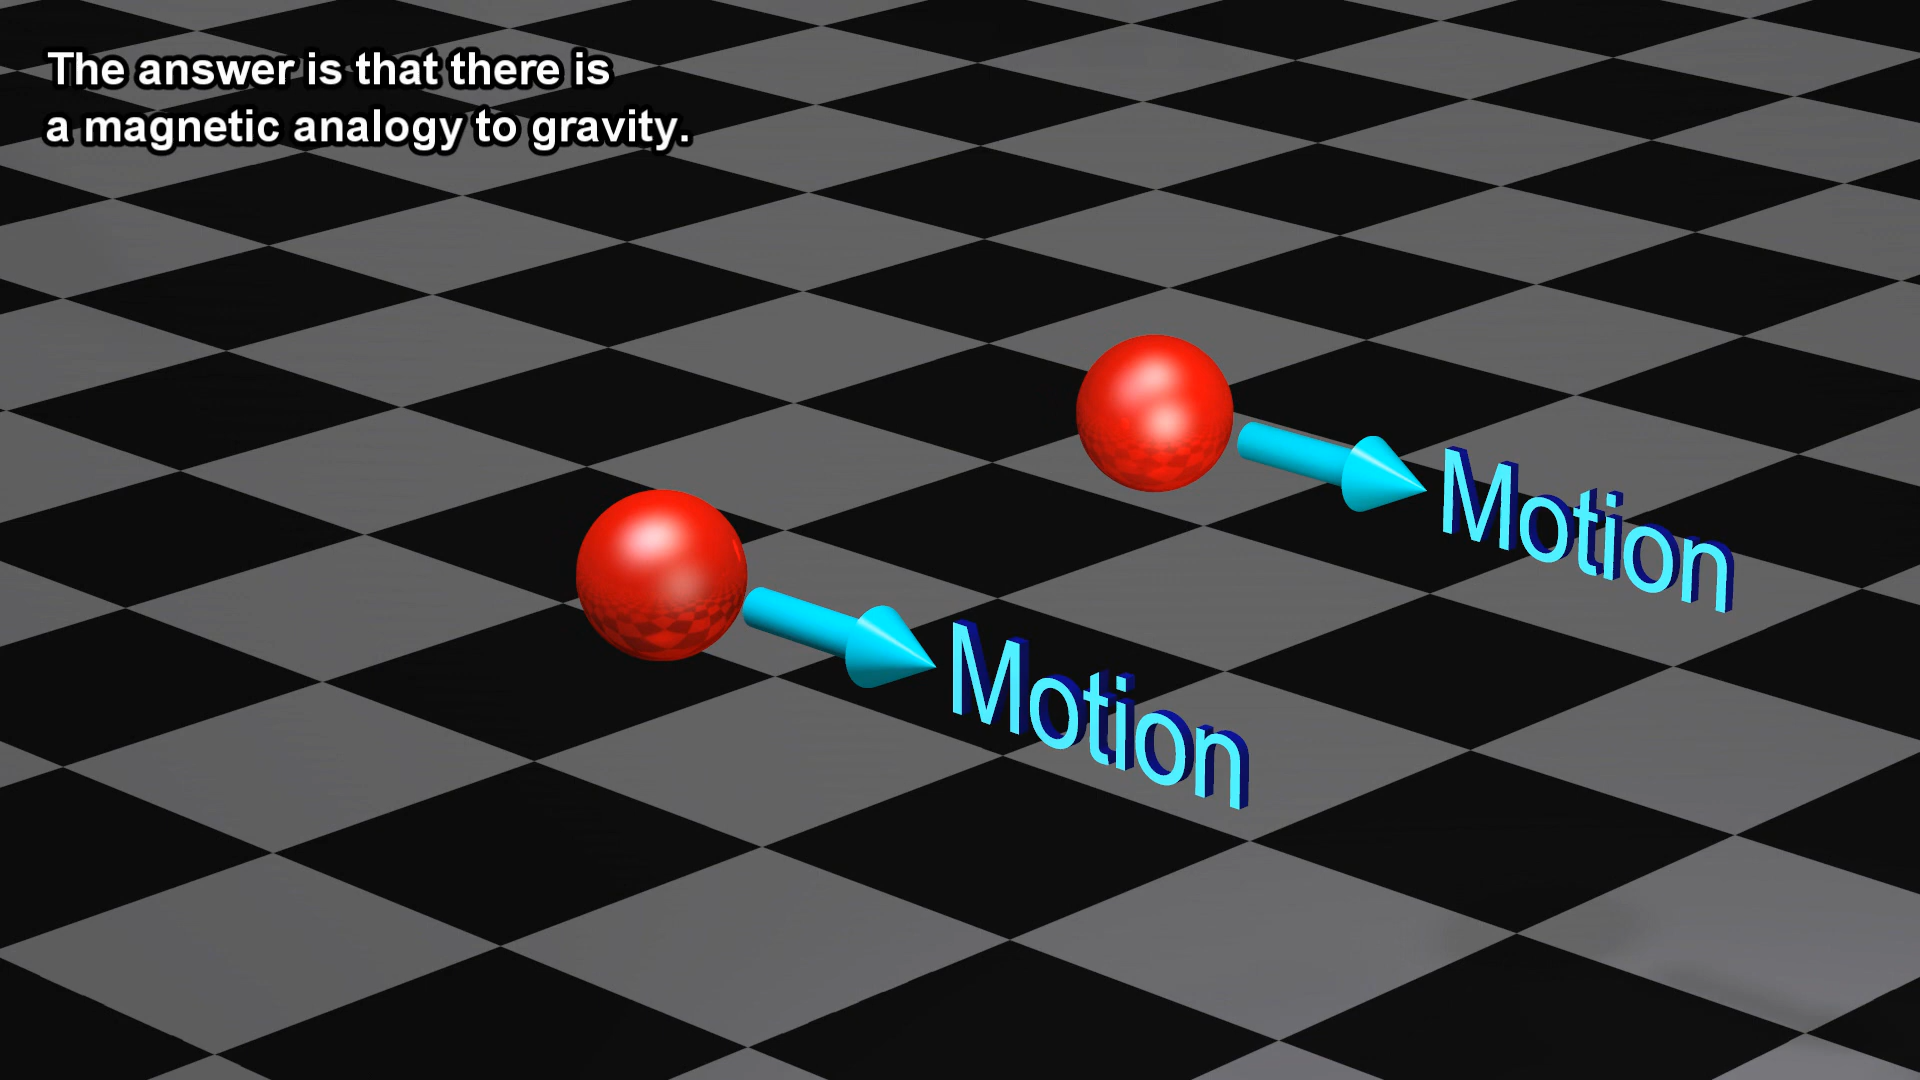 The answer is that there is
a magnetic analogy to gravity.
Motion
Motion